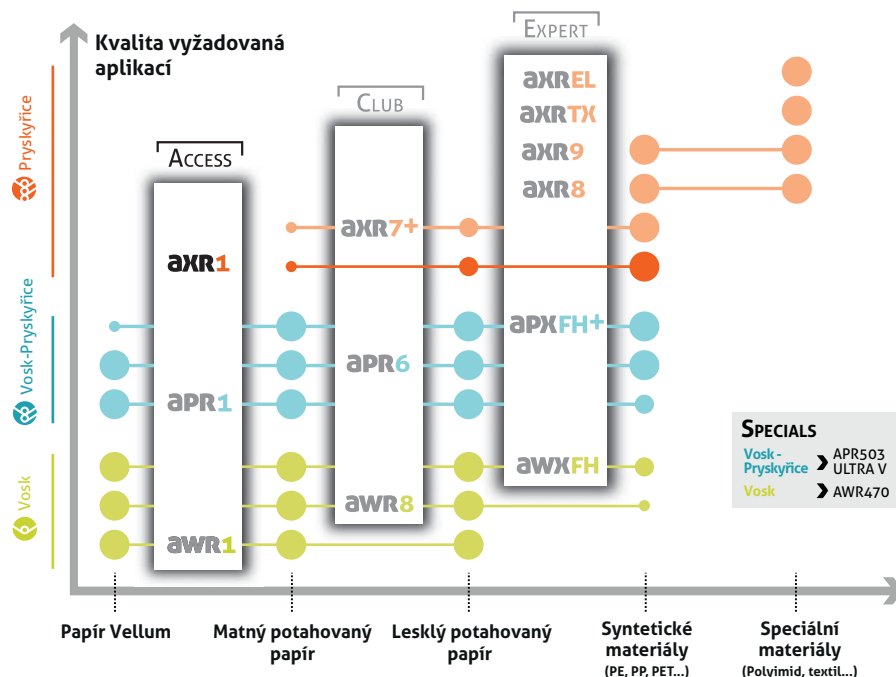 Kvalita vyžadovaná
aplikací
Pryskyřice
Vosk-Pryskyřice
Vosk
Access
Club
Expert
aXR1
aPR1
aWR1
aXR7+
aPR6
aWR8
aXREL
aXRTX
aXR9
aXR8
aPXFH+
aWXFH
Specials
Vosk -
Pryskyřice
APR503
ULTRA V
Vosk
AWR470
Papír Vellum
Matný potahovaný
papír
Lesklý potahovaný
papír
Syntetické
materiály
(PE, PP, PET...)
Speciální
materiály
(Polyimid, textil...)